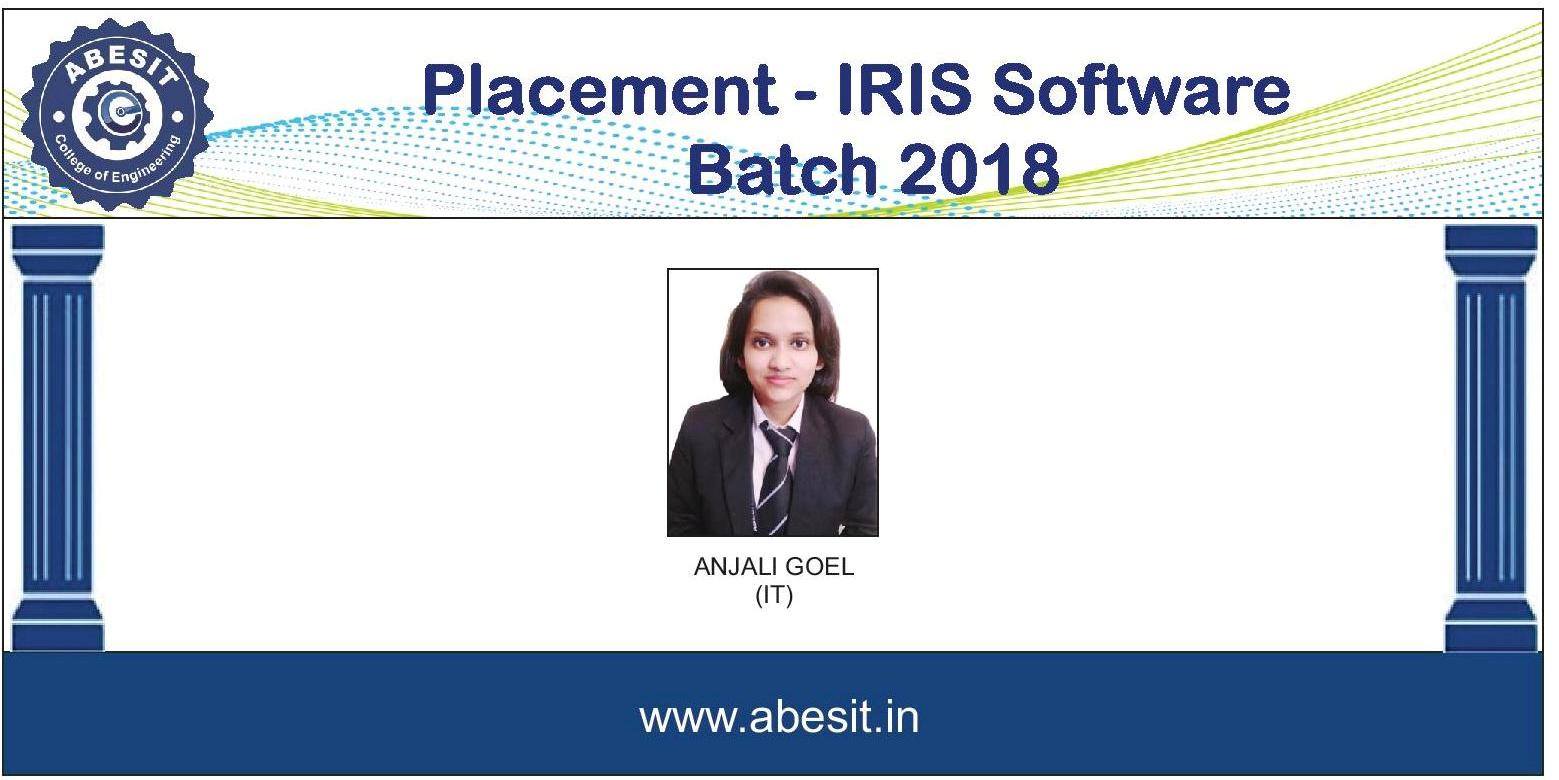 ABESIT
College of Engineering
Placement - IRIS Software
Batch 2018
ANJALI GOEL
(IT)
www.abesit.in